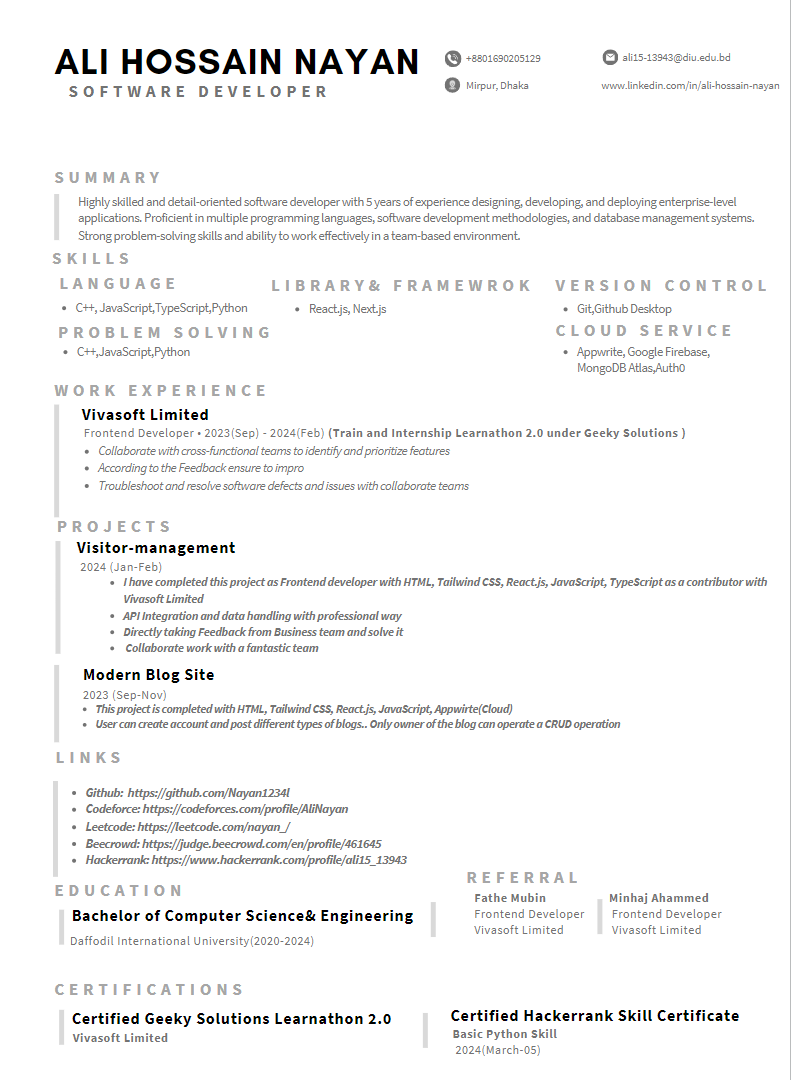 ALI HOSSAIN NAYAN
SOFTWARE DEVELOPER
+8801690205129
ali15-13943@diu.edu.bd
Mirpur, Dhaka
www.linkedin.com/in/ali-hossain-nayan
SUMMARY
Highly skilled and detail-oriented software developer with 5 years of experience designing, developing, and deploying enterprise-level
applications. Proficient in multiple programming languages, software development methodologies, and database management systems.
Strong problem-solving skills and ability to work effectively in a team-based environment.
SKILLS
LANGUAGE
• C++, JavaScript,TypeScript,Python
PROBLEM SOLVING
• C++,JavaScript,Python
LIBRARY& FRAMEWROK
• React.js, Next.js
VERSION CONTROL
• Git,Github Desktop
CLOUD SERVICE
• Appwrite, Google Firebase,
MongoDB Atlas,Auth0
WORK EXPERIENCE
Vivasoft Limited
Frontend Developer • 2023(Sep) - 2024(Feb) (Train and Internship Learnathon 2.0 under Geeky Solutions )
• Collaborate with cross-functional teams to identify and prioritize features
• According to the Feedback ensure to impro
• Troubleshoot and resolve software defects and issues with collaborate teams
PROJECTS
Visitor-management
2024 (Jan-Feb)
• I have completed this project as Frontend developer with HTML, Tailwind CSS, React.js, JavaScript, TypeScript as a contributor with
Vivasoft Limited
• API Integration and data handling with professional way
• Directly taking Feedback from Business team and solve it
• Collaborate work with a fantastic team
Modern Blog Site
2023 (Sep-Nov)
• This project is completed with HTML, Tailwind CSS, React.js, JavaScript, Appwirte(Cloud)
• User can create account and post different types of blogs.. Only owner of the blog can operate a CRUD operation
LINKS
• Github: https://github.com/Nayan1234l
• Codeforce: https://codeforces.com/profile/AliNayan
• Leetcode: https://leetcode.com/nayan_/
• Beecrowd: https://judge.beecrowd.com/en/profile/461645
• Hackerrank: https://www.hackerrank.com/profile/ali15_13943
EDUCATION
Bachelor of Computer Science& Engineering
Daffodil International University(2020-2024)
REFERRAL
Fathe Mubin
Frontend Developer
Vivasoft Limited
Minhaj Ahammed
Frontend Developer
Vivasoft Limited
CERTIFICATIONS
Certified Geeky Solutions Learnathon 2.0
Vivasoft Limited
Certified Hackerrank Skill Certificate
Basic Python Skill
2024(March-05)